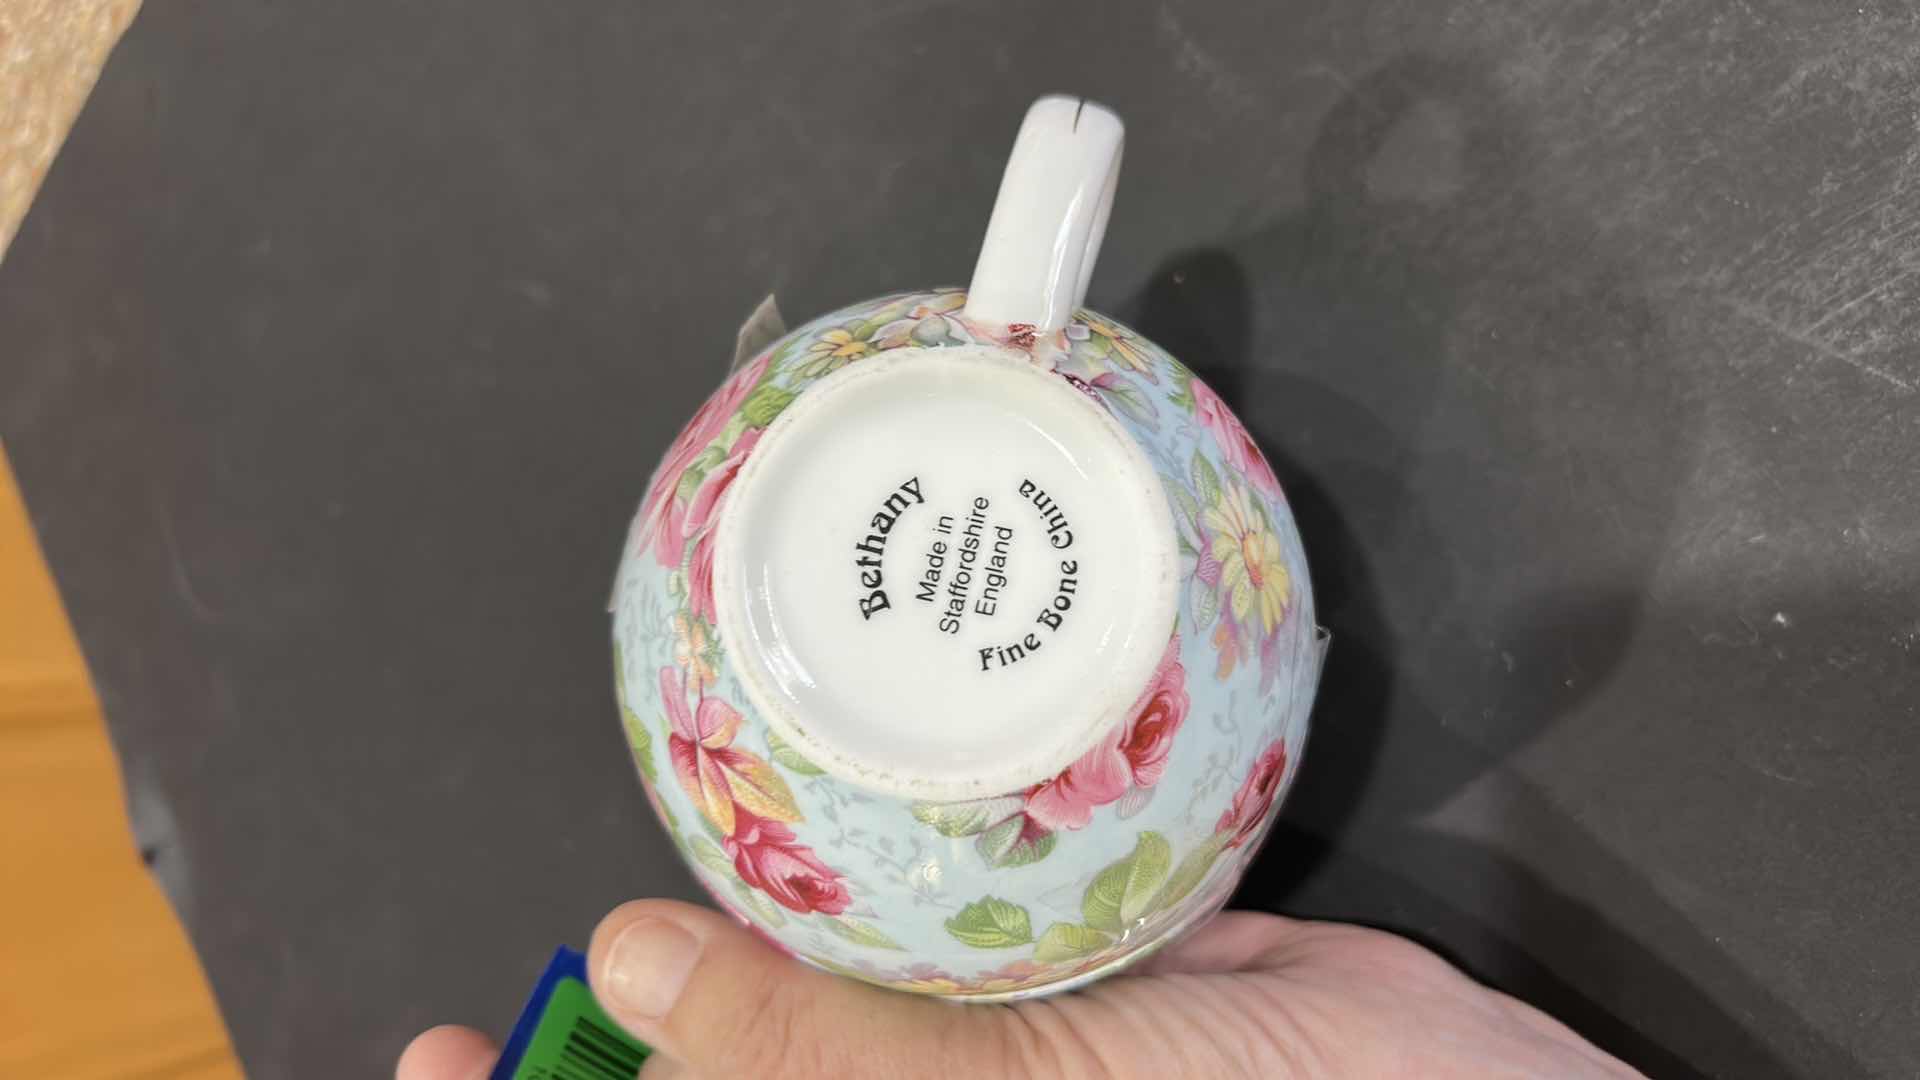 Bethany
Made in
Staffordshire
England
Fine Bone China